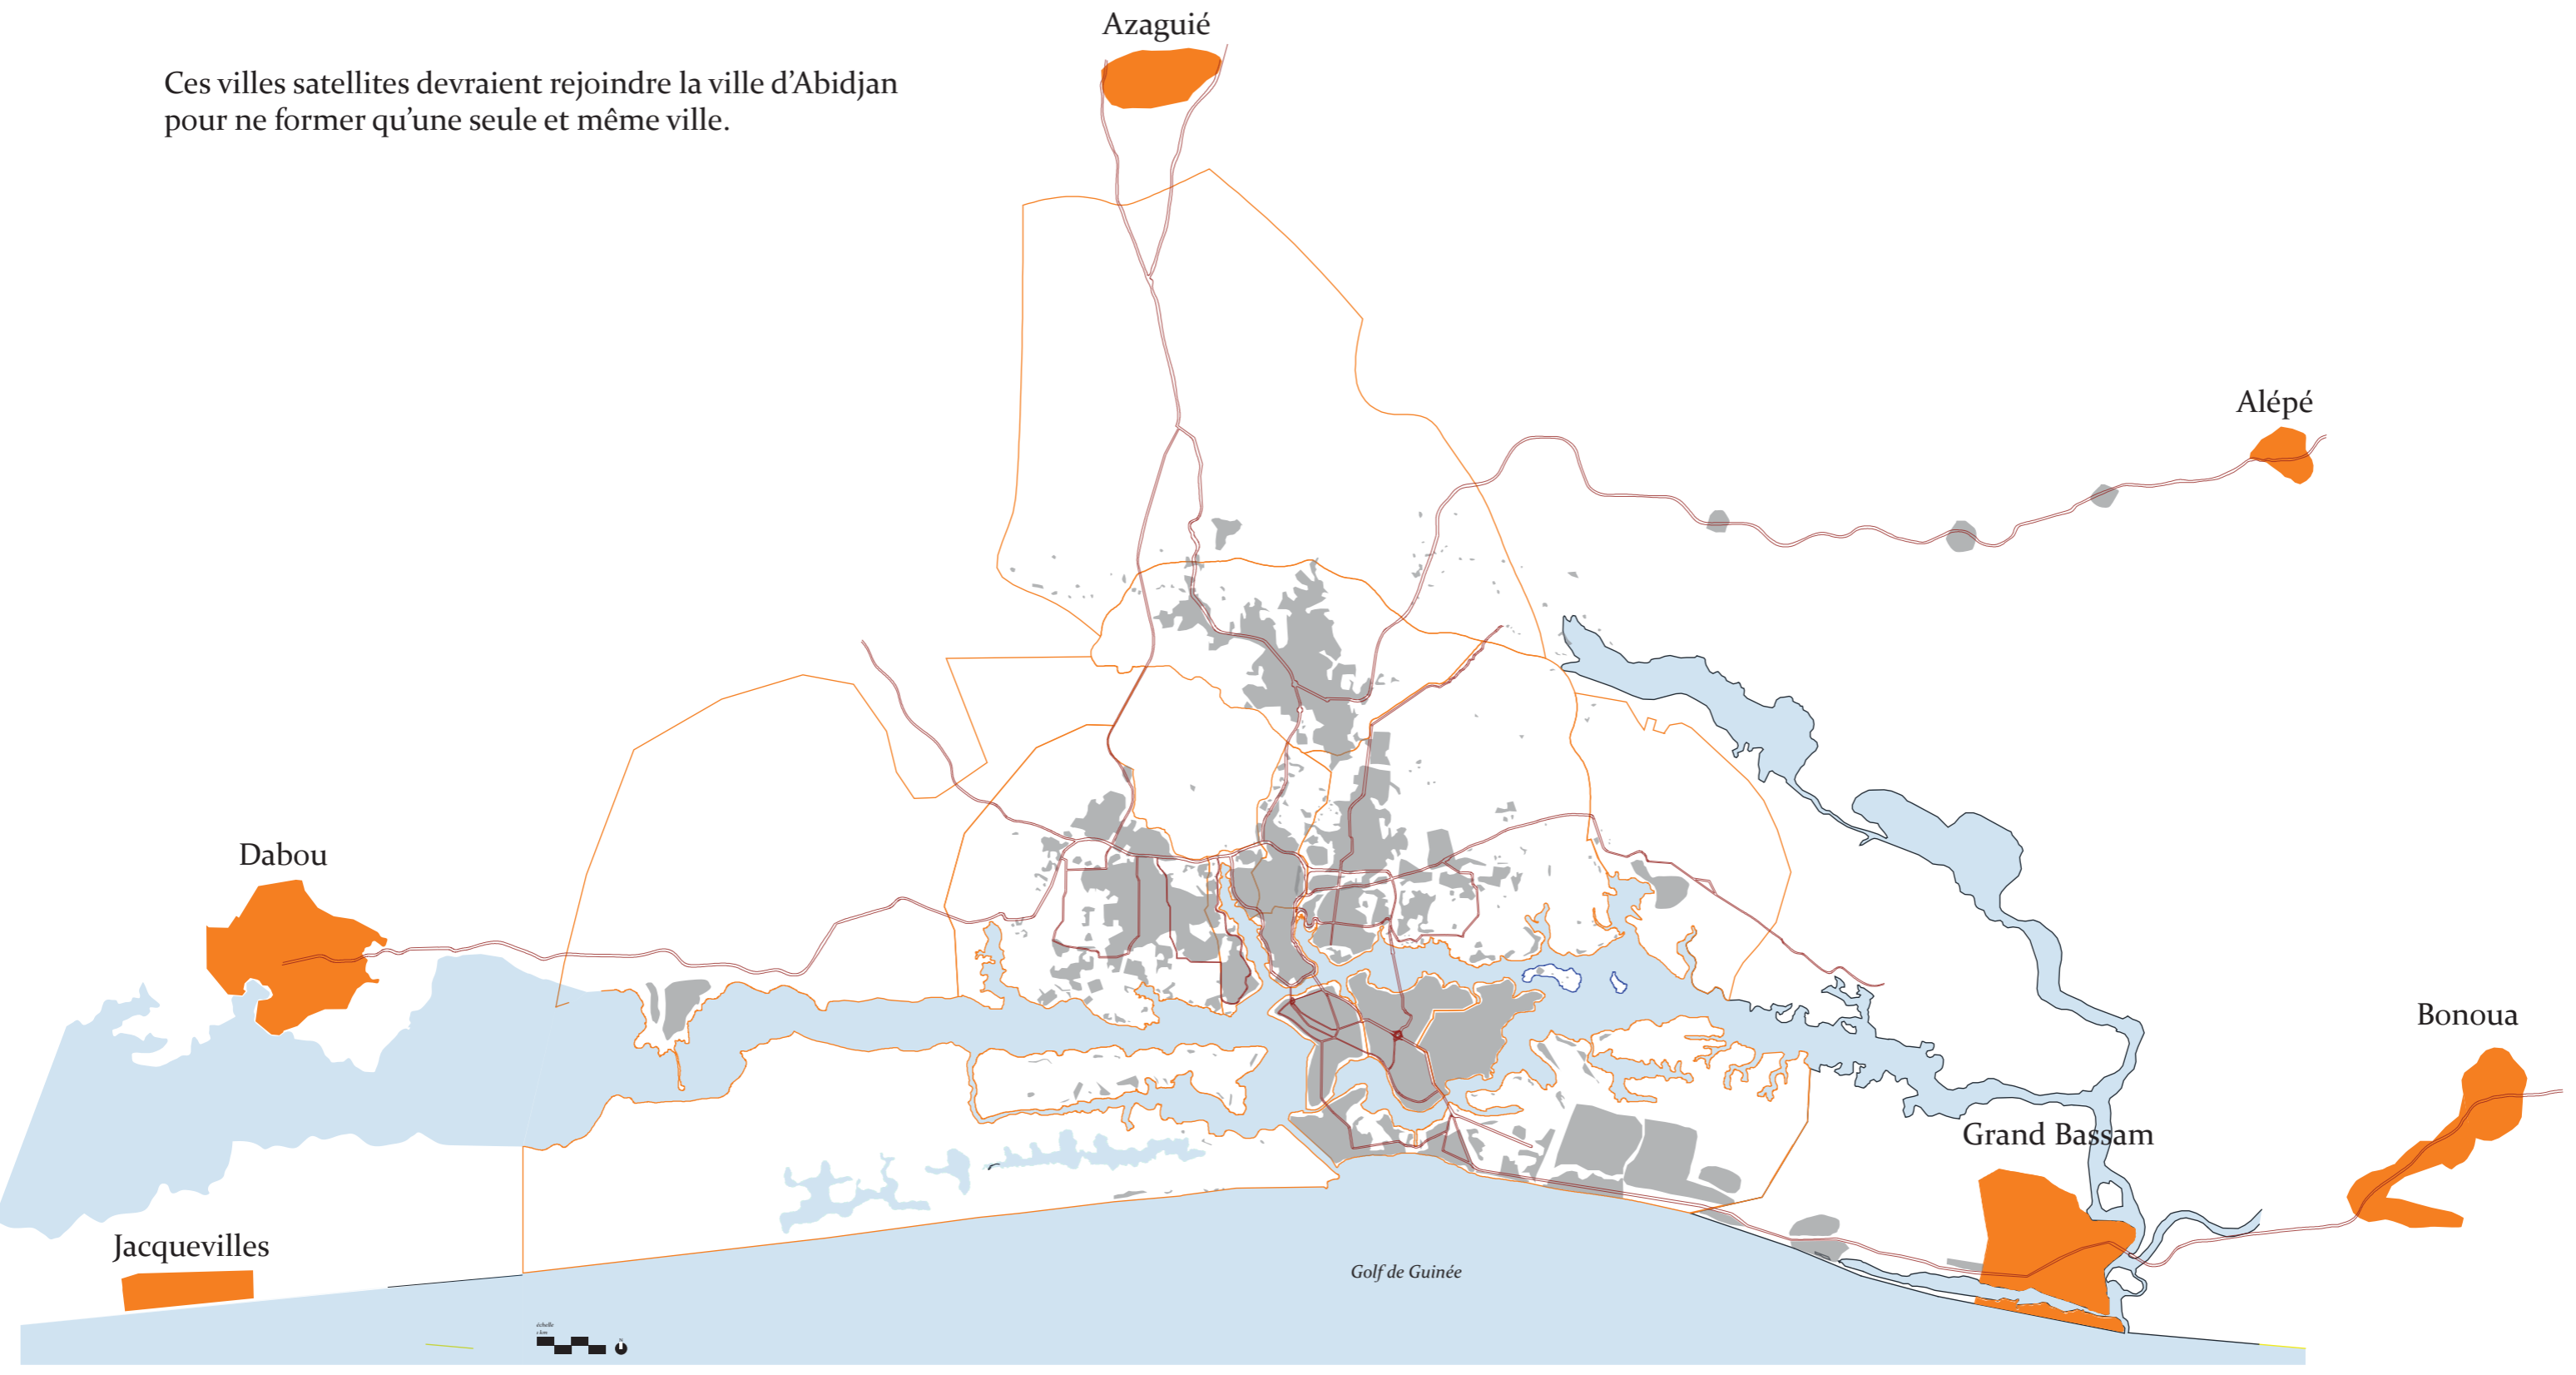 Azaguié
Ces villes satellites devraient rejoindre la ville d'Abidjan
pour ne former qu'une seule et même ville.
Alépé
Dabou
Bonoua
Grand Bassam
Jacquevilles
Golf de Guinée
échelle
N